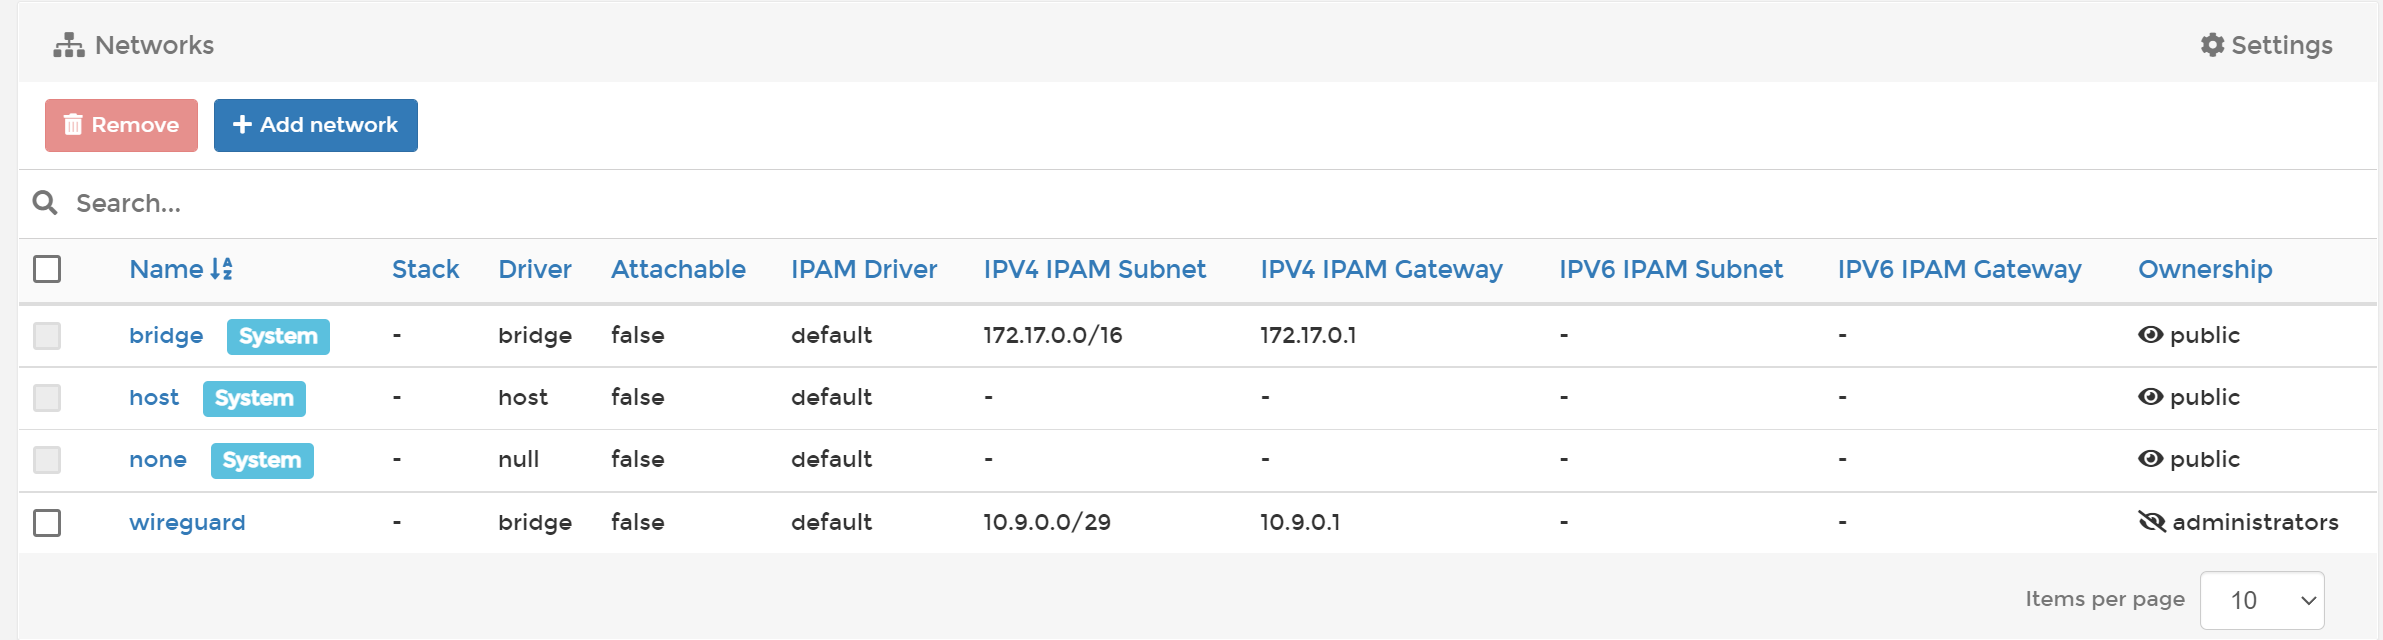 Networks Settings
Remove Add network
Search...
Name Stack Driver Attachable IPAM Driver IPV4 IPAM Subnet IPV4 IPAM Gateway IPV6 IPAM Subnet IPV6 IPAM Gateway Ownership
bridge System - bridge false default 172.17.0.0/16 172.17.0.1 - - public
host System - host false default - - - - public
none System - null false default - - - - public
wireguard - bridge false default 10.9.0.0/29 10.9.0.1 - - administrators
Items per page 10